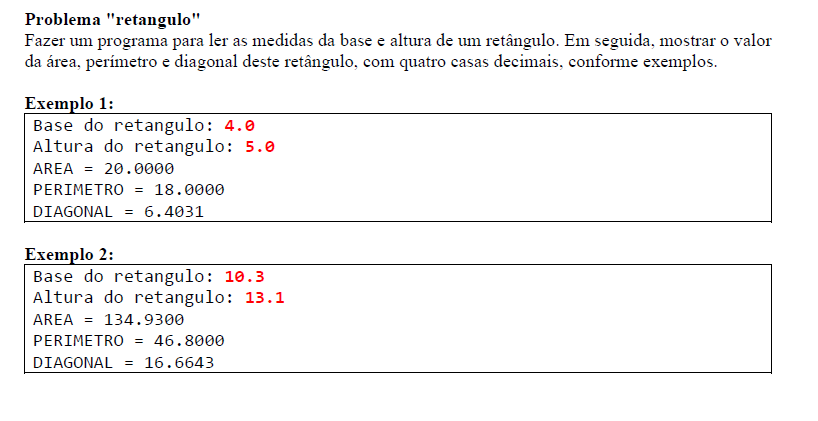 Problema "retangulo"
Fazer um programa para ler as medidas da base e altura de um retângulo. Em seguida, mostrar o valor
da área, perímetro e diagonal deste retângulo, com quatro casas decimais, conforme exemplos.
Exemplo 1:
Base do retangulo: 4.0
Altura do retangulo: 5.0
AREA = 20.0000
PERIMETRO = 18.0000
DIAGONAL = 6.4031
Exemplo 2:
Base do retangulo: 10.3
Altura do retangulo: 13.1
AREA = 134.9300
PERIMETRO = 46.8000
DIAGONAL = 16.6643